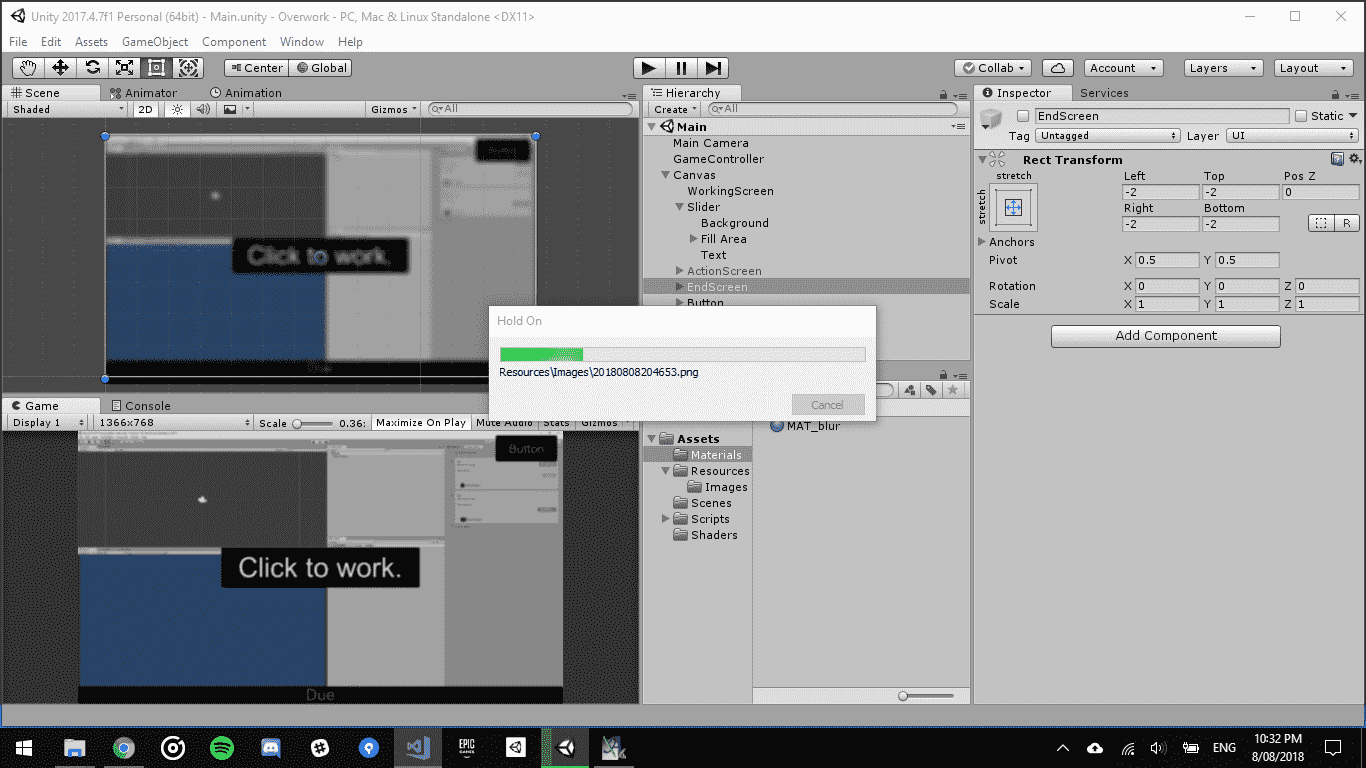 Unity 2017.4.7f1 Personal (64bit) - Main.unity - Overwork - PC, Mac & Linux Standalone <DX11>
File Edit Assets GameObject Component Window Help
Center Global Collab Account Layers Layout
Scene Animator Animation
Shaded 2D Gizmos All
Click to work.
Due
Game Console
Display 1 1366x768 Scale 0.36: Maximize On Play Mute Audio Stats Gizmos
Button
Click to work.
Due
Hierarchy
Create All
Main
Main Camera
GameController
Canvas
WorkingScreen
Slider
Background
Fill Area
Text
ActionScreen
EndScreen
Button
Hold On
Resources\Images\20180808204653.png
Cancel
MAT_blur
Assets
Materials
Resources
Images
Scenes
Scripts
Shaders
Inspector Services
EndScreen Static
Tag Untagged Layer UI
Rect Transform
stretch Left Top Pos Z
stretch -2 -2 0
Right Bottom
-2 -2 R
Anchors
Pivot X 0.5 Y 0.5
Rotation X 0 Y 0 Z 0
Scale X 1 Y 1 Z 1
Add Component
EPIC GAMES
ENG
10:32 PM
8/08/2018